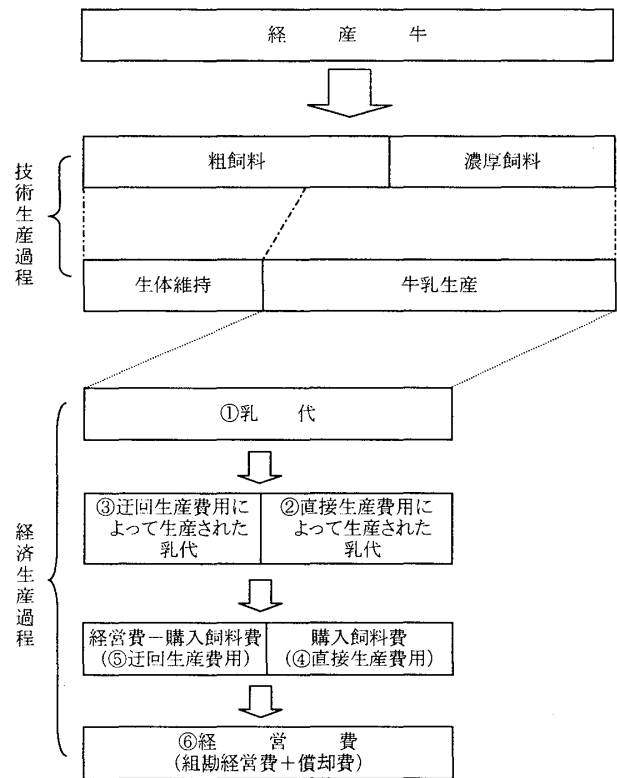 経産牛
技術生産過程
粗飼料
濃厚飼料
生体維持
牛乳生産
経済生産過程
①乳代
③迂回生産費用に
よって生産された
乳代
②直接生産費用に
よって生産された
乳代
経営費－購入飼料費
(⑤迂回生産費用)
購入飼料費
(④直接生産費用)
⑥経営費
(組勘経営費＋償却費)